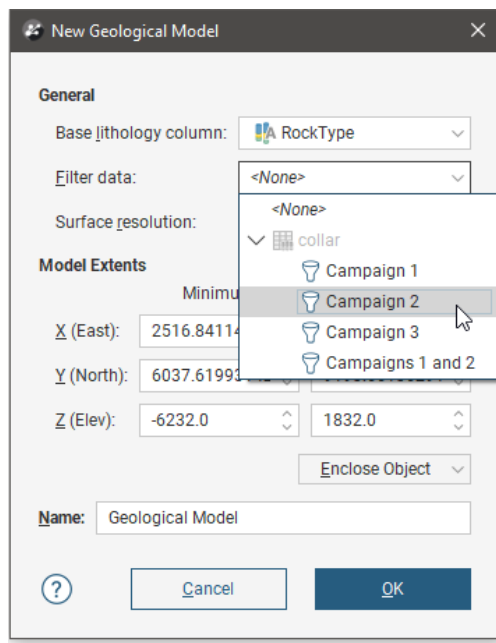 New Geological Model
General
Base lithology column: RockType
Filter data: <None>
<None>
Surface resolution:
collar
Campaign 1
Model Extents
Campaign 2
X (East): 2516.84114
Campaign 3
Y (North): 6037.6199
Campaigns 1 and 2
Z (Elev): -6232.0 1832.0
Enclose Object
Name: Geological Model
? Cancel OK